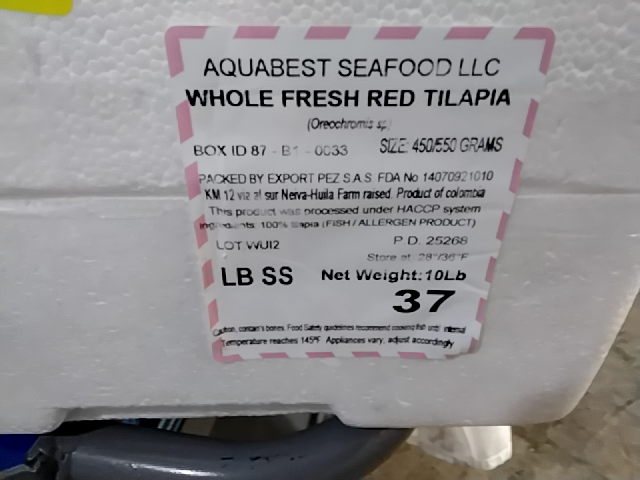 AQUABEST SEAFOOD LLC
WHOLE FRESH RED TILAPIA
(Oreochromis sp)
BOX ID 87 - B1 - 0033 SIZE: 450/550 GRAMS
PACKED BY EXPORT PEZ S.A.S. FDA No 14070921010
KM 12 via al sur Neiva-Huila Farm raised. Product of colombia
This product was processed under HACCP system
Ingredients: 100% tilapia (FISH / ALLERGEN PRODUCT)
LOT WUI2 P.D. 25268
Store at: 28°/36°F
LB SS Net Weight:10Lb
37
Caution, contain's bones. Food Safety guidelines recommend cooking fish until internal
Temperature reaches 145°F. Appliances vary, adjust accordingly